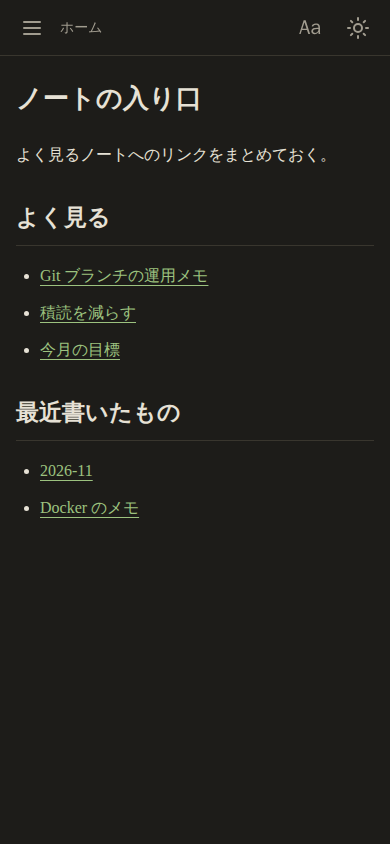 ホーム
Aa
ノートの入り口
よく見るノートへのリンクをまとめておく。
よく見る
Git ブランチの運用メモ
積読を減らす
今月の目標
最近書いたもの
2026-11
Docker のメモ